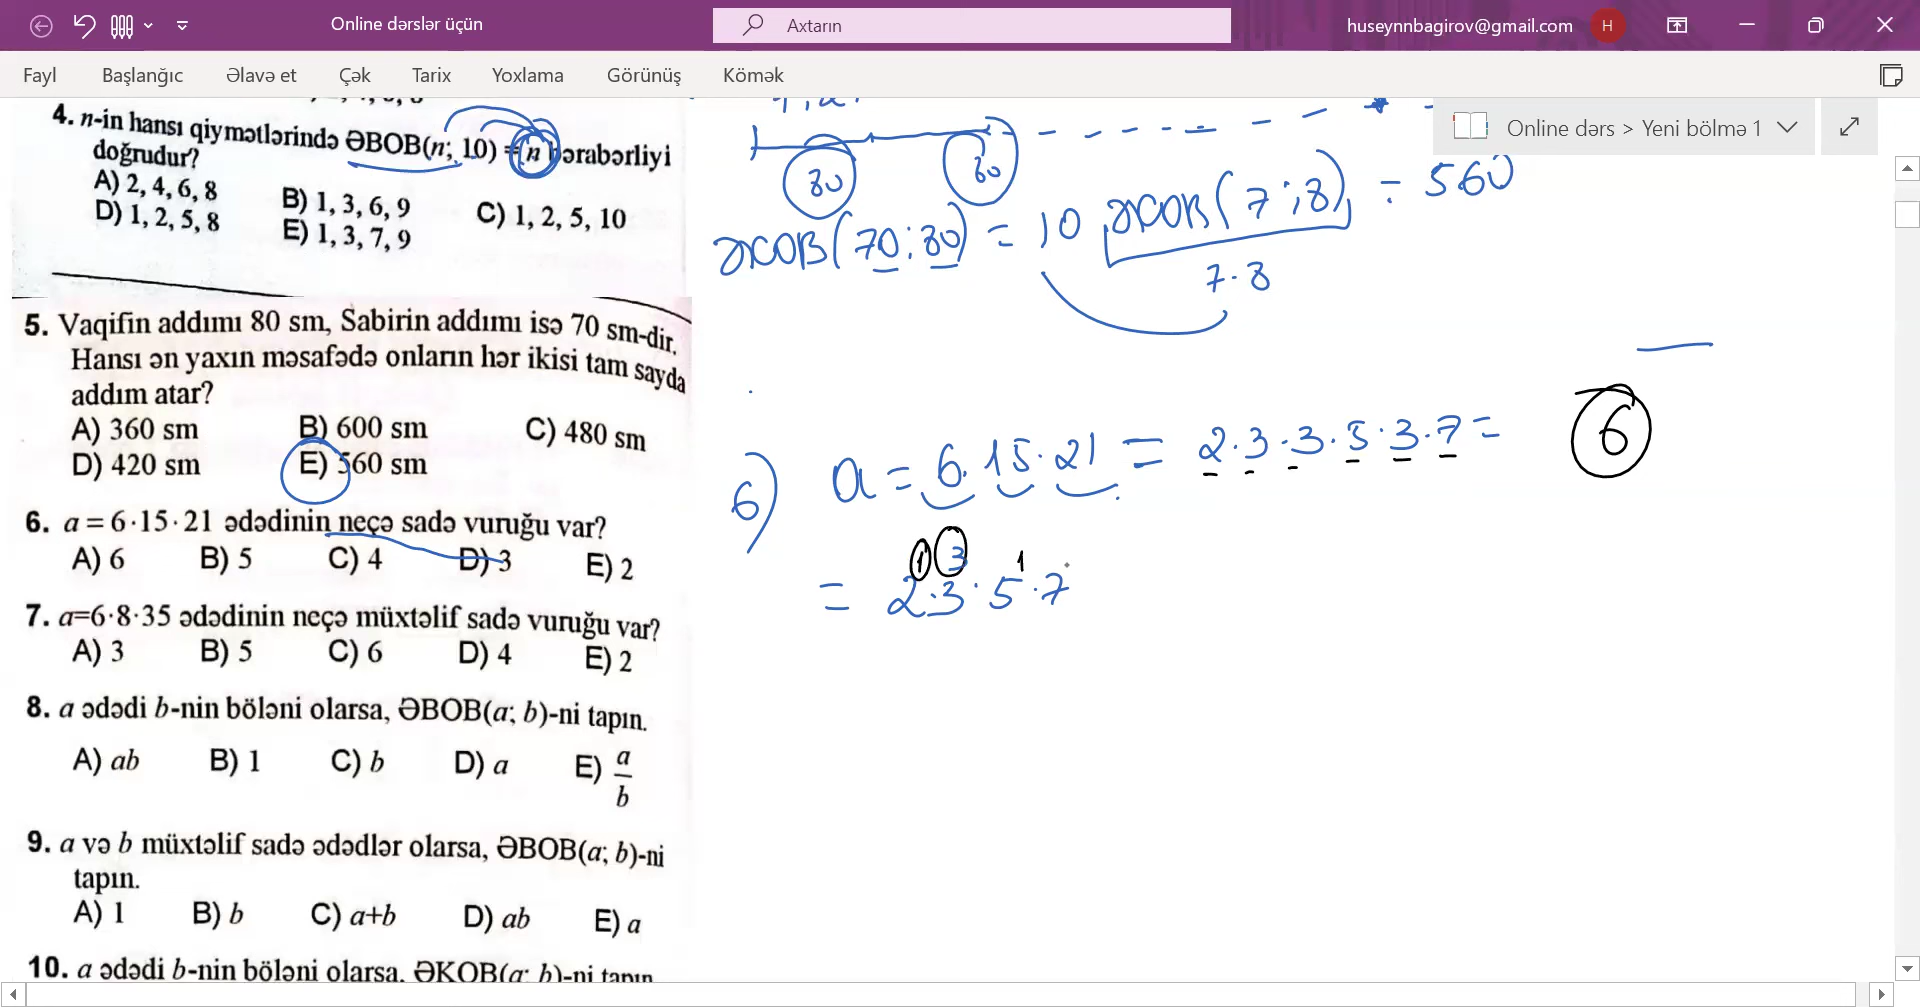 Online dərslər üçün
Axtarın
huseynnbagirov@gmail.com
H
Fayl Başlanğıc Əlavə et Çək Tarix Yoxlama Görünüş Kömək
Online dərs > Yeni bölmə 1
4. n-in hansı qiymətlərində ƏBOB(n; 10) = n bərabərliyi
doğrudur?
A) 2, 4, 6, 8 B) 1, 3, 6, 9 C) 1, 2, 5, 10
D) 1, 2, 5, 8 E) 1, 3, 7, 9
5. Vaqifin addımı 80 sm, Sabirin addımı isə 70 sm-dir.
Hansı ən yaxın məsafədə onların hər ikisi tam sayda
addım atar?
A) 360 sm B) 600 sm C) 480 sm
D) 420 sm E) 560 sm
6. a = 6·15·21 ədədinin neçə sadə vuruğu var?
A) 6 B) 5 C) 4 D) 3 E) 2
7. a=6·8·35 ədədinin neçə müxtəlif sadə vuruğu var?
A) 3 B) 5 C) 6 D) 4 E) 2
8. a ədədi b-nin böləni olarsa, ƏBOB(a; b)-ni tapın.
A) ab B) 1 C) b D) a E) a/b
9. a və b müxtəlif sadə ədədlər olarsa, ƏBOB(a; b)-ni
tapın.
A) 1 B) b C) a+b D) ab E) a
10. a ədədi b-nin böləni olarsa, ƏKOB(a; b)-ni tapın
80 80
ƏKOB(70;80) = 10 ƏKOB(7;8) = 560
7·8
6) a = 6·15·21 = 2·3·3·5·3·7 = 6
= 2¹·3³·5¹·7